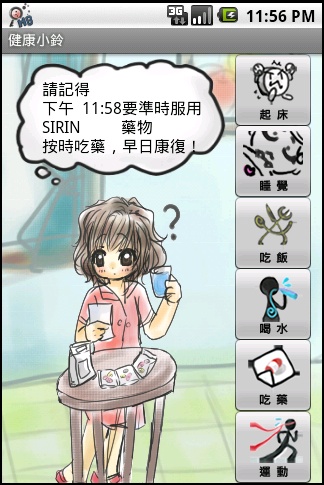 3G
11:56 PM
健康小鈴
請記得
下午 11:58要準時服用
SIRIN 藥物
按時吃藥，早日康復！
?
起床
睡覺
吃飯
喝水
吃藥
運動